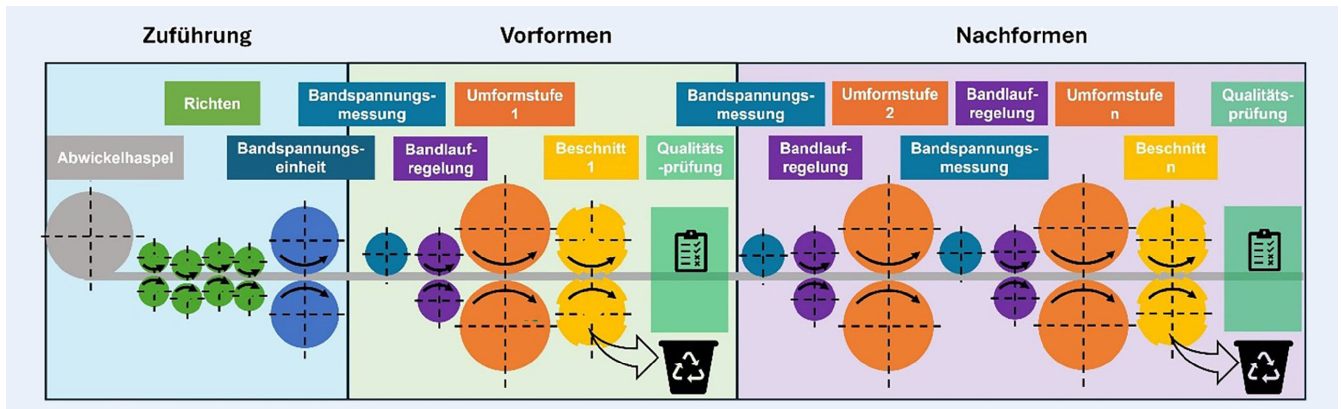 Zuführung
Vorformen
Nachformen
Abwickelhaspel
Richten
Bandspannungs-
einheit
Bandspannungs-
messung
Bandlauf-
regelung
Umformstufe
1
Beschnitt
1
Qualitäts
-prüfung
Bandspannungs-
messung
Bandlauf-
regelung
Umformstufe
2
Bandspannungs-
messung
Bandlauf-
regelung
Umformstufe
n
Beschnitt
n
Qualitäts-
prüfung